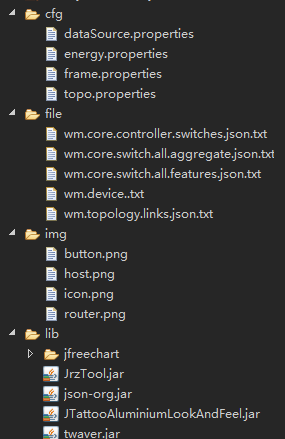 cfg
dataSource.properties
energy.properties
frame.properties
topo.properties
file
wm.core.controller.switches.json.txt
wm.core.switch.all.aggregate.json.txt
wm.core.switch.all.features.json.txt
wm.device..txt
wm.topology.links.json.txt
img
button.png
host.png
icon.png
router.png
lib
jfreechart
JrzTool.jar
json-org.jar
JTattooAluminiumLookAndFeel.jar
twaver.jar